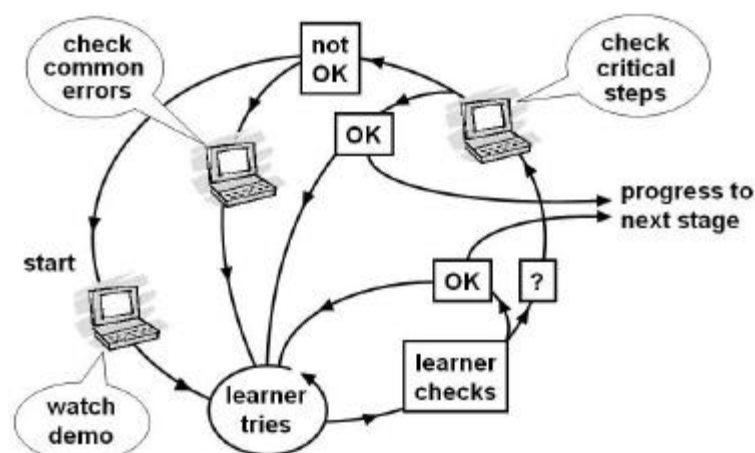 check
common
errors
not
OK
check
critical
steps
OK
progress to
next stage
start
OK
?
learner
checks
learner
tries
watch
demo